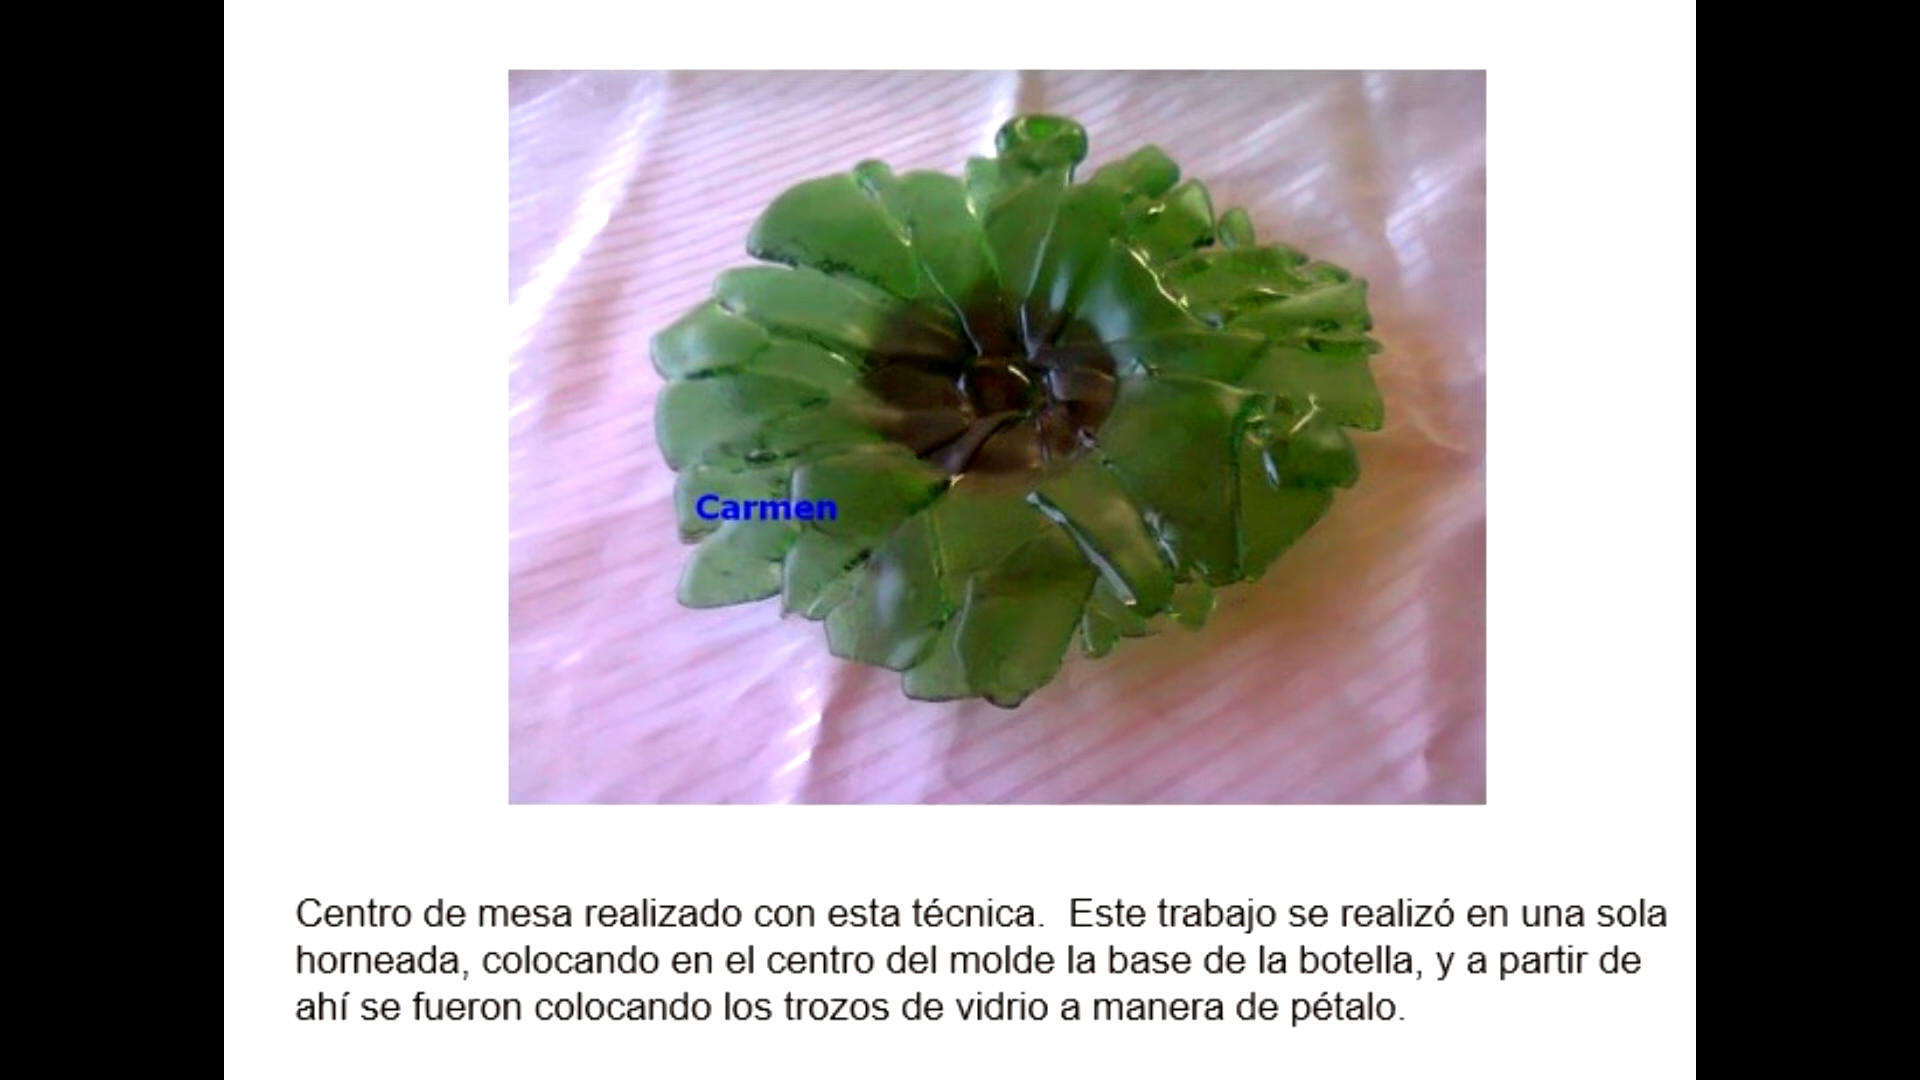 Carmen
Centro de mesa realizado con esta técnica.  Este trabajo se realizó en una sola
horneada, colocando en el centro del molde la base de la botella, y a partir de
ahí se fueron colocando los trozos de vidrio a manera de pétalo.